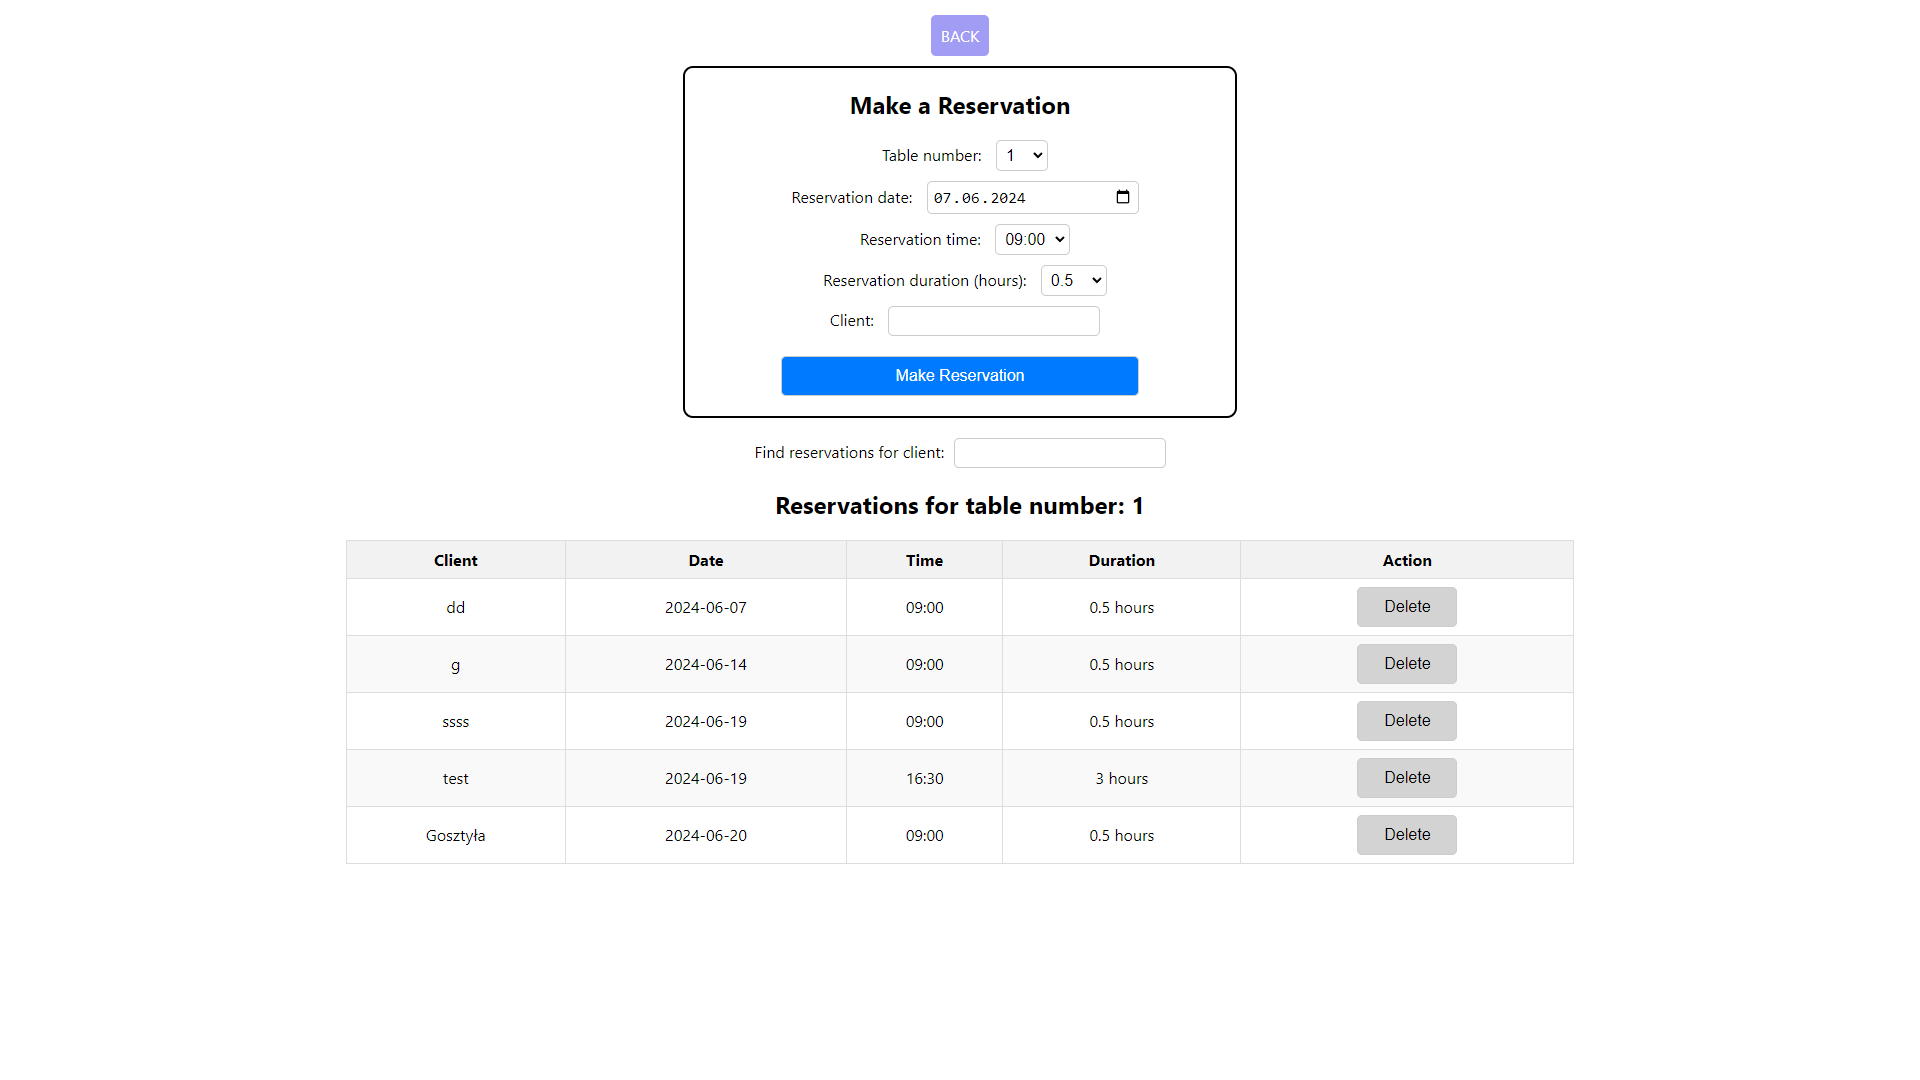 BACK
Make a Reservation
Table number: 1
Reservation date: 07.06.2024
Reservation time: 09:00
Reservation duration (hours): 0.5
Client:
Make Reservation
Find reservations for client:
Reservations for table number: 1
Client Date Time Duration Action
dd 2024-06-07 09:00 0.5 hours Delete
g 2024-06-14 09:00 0.5 hours Delete
ssss 2024-06-19 09:00 0.5 hours Delete
test 2024-06-19 16:30 3 hours Delete
Gosztyła 2024-06-20 09:00 0.5 hours Delete